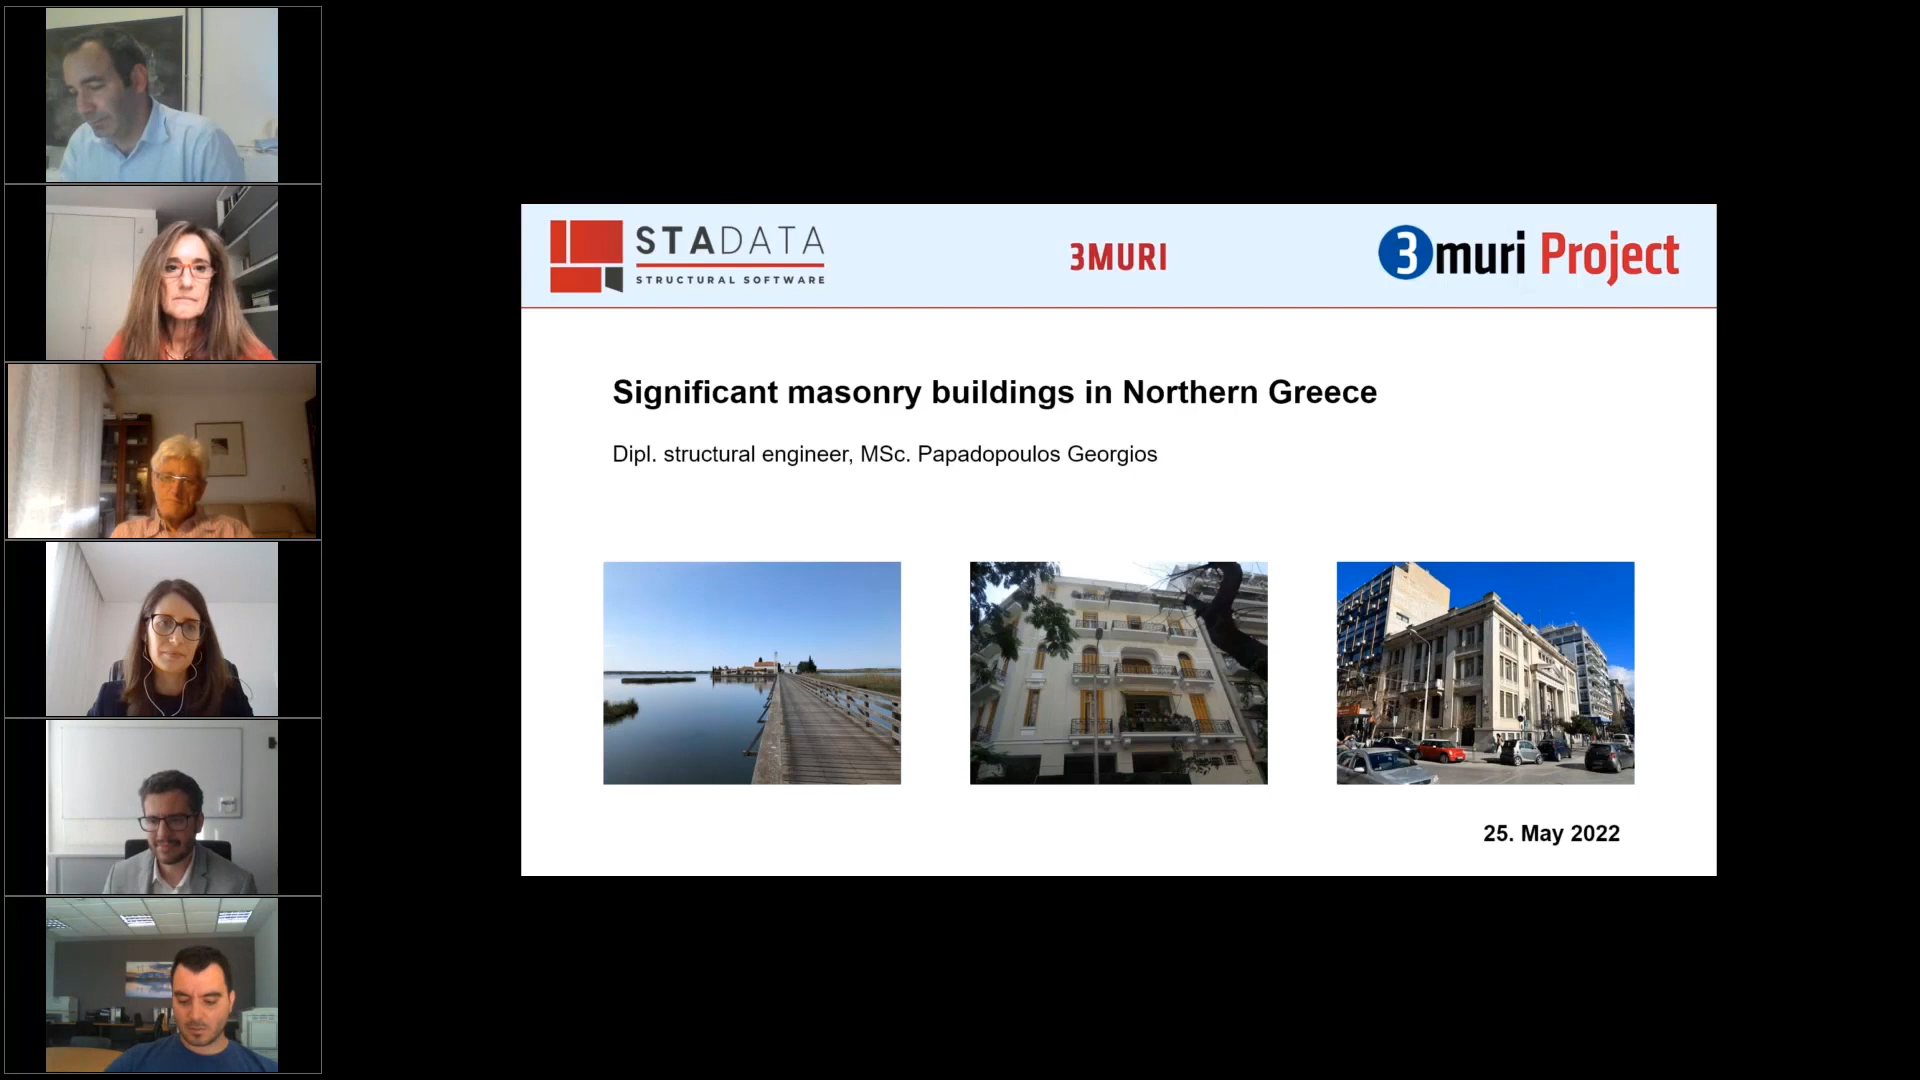 STADATA
STRUCTURAL SOFTWARE
3MURI
3muri Project
Significant masonry buildings in Northern Greece
Dipl. structural engineer, MSc. Papadopoulos Georgios
25. May 2022